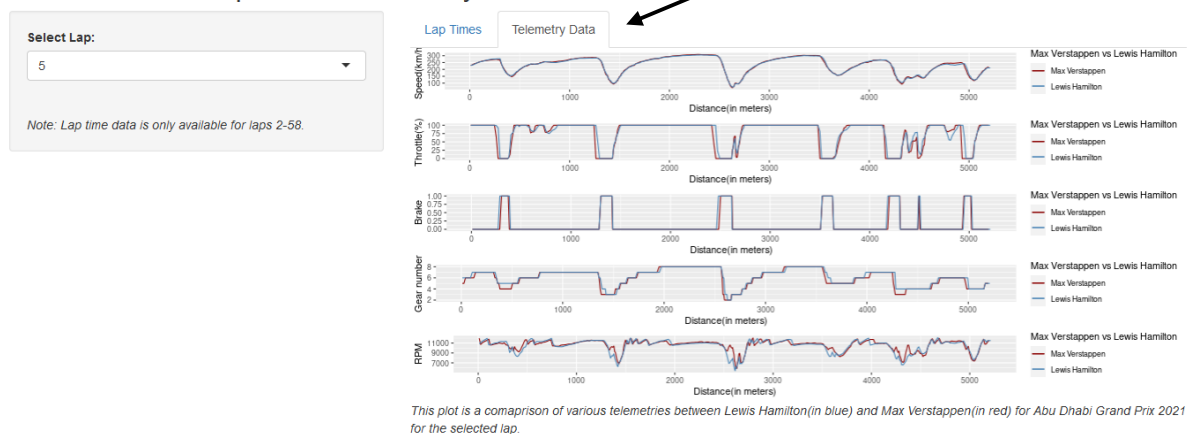 Select Lap:
5
Note: Lap time data is only available for laps 2-58.
Lap Times Telemetry Data
Speed(km/h
300
250
200
150
100
0 1000 2000 3000 4000 5000
Distance(in meters)
Max Verstappen vs Lewis Hamilton
Max Verstappen
Lewis Hamilton
Throttle(%)
100
75
50
25
0
0 1000 2000 3000 4000 5000
Distance(in meters)
Max Verstappen vs Lewis Hamilton
Max Verstappen
Lewis Hamilton
Brake
1.00
0.75
0.50
0.25
0.00
0 1000 2000 3000 4000 5000
Distance(in meters)
Max Verstappen vs Lewis Hamilton
Max Verstappen
Lewis Hamilton
Gear number
8
6
4
2
0 1000 2000 3000 4000 5000
Distance(in meters)
Max Verstappen vs Lewis Hamilton
Max Verstappen
Lewis Hamilton
RPM
11000
9000
7000
0 1000 2000 3000 4000 5000
Distance(in meters)
Max Verstappen vs Lewis Hamilton
Max Verstappen
Lewis Hamilton
This plot is a comaprison of various telemetries between Lewis Hamilton(in blue) and Max Verstappen(in red) for Abu Dhabi Grand Prix 2021
for the selected lap.